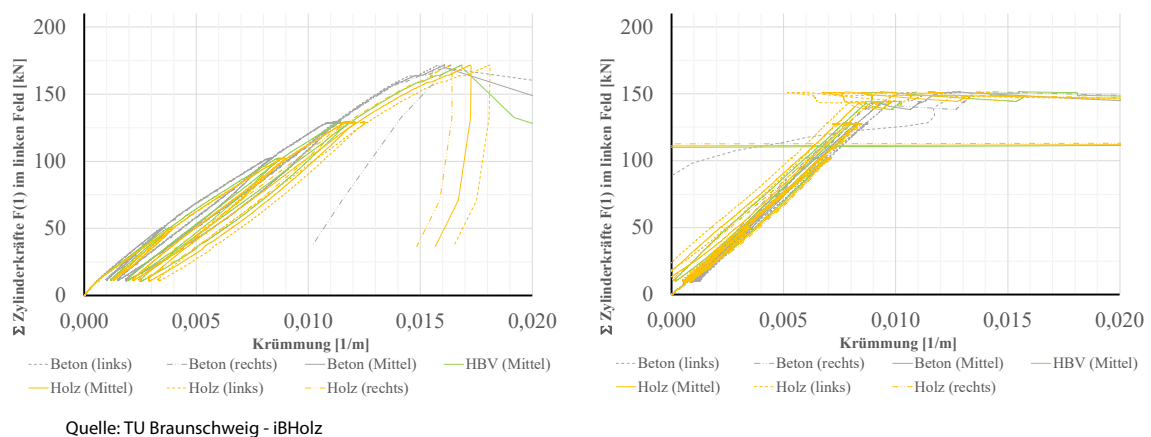 Σ Zylinderkräfte F(1) im linken Feld [kN]
200
150
100
50
0
0,000 0,005 0,010 0,015 0,020
Krümmung [1/m]
Beton (links) Beton (rechts) Beton (Mittel) HBV (Mittel)
Holz (Mittel) Holz (links) Holz (rechts)
Σ Zylinderkräfte F(1) im linken Feld [kN]
200
150
100
50
0
0,000 0,005 0,010 0,015 0,020
Krümmung [1/m]
Beton (links) Beton (rechts) Beton (Mittel) HBV (Mittel)
Holz (Mittel) Holz (links) Holz (rechts)
Quelle: TU Braunschweig - iBHolz